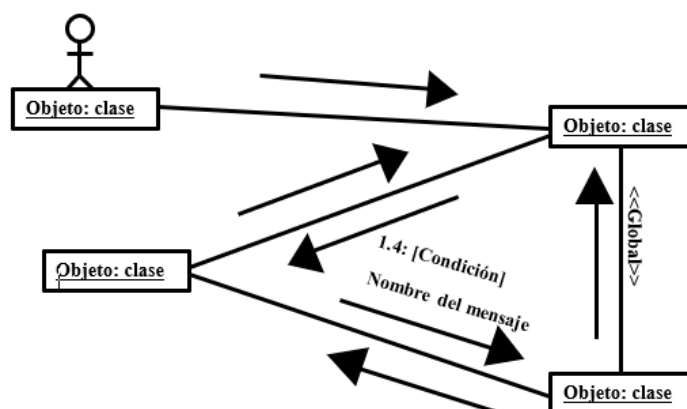 Objeto: clase
Objeto: clase
<<Global>>
1.4: [Condición]
Nombre del mensaje
Objeto: clase
Objeto: clase